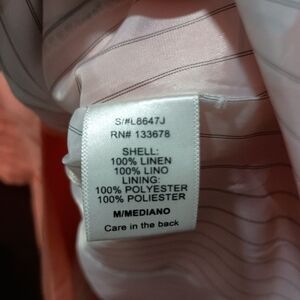 S/#L8647J
RN# 133678
SHELL:
100% LINEN
100% LINO
LINING:
100% POLYESTER
100% POLIESTER
M/MEDIANO
Care in the back